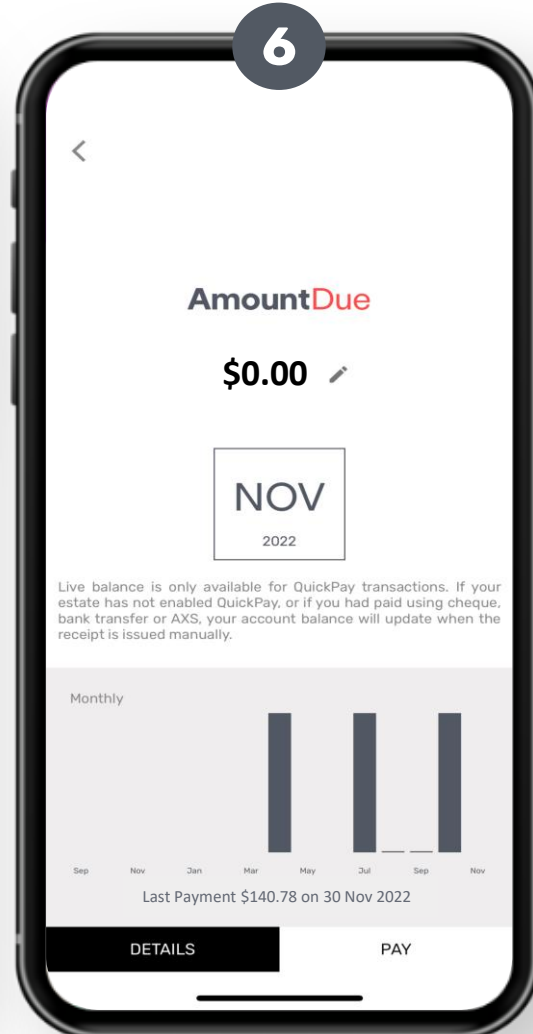 6
AmountDue
$0.00
NOV
2022
Live balance is only available for QuickPay transactions. If your
estate has not enabled QuickPay, or if you had paid using cheque,
bank transfer or AXS, your account balance will update when the
receipt is issued manually.
Monthly
Sep Nov Jan Mar May Jul Sep Nov
Last Payment $140.78 on 30 Nov 2022
DETAILS PAY